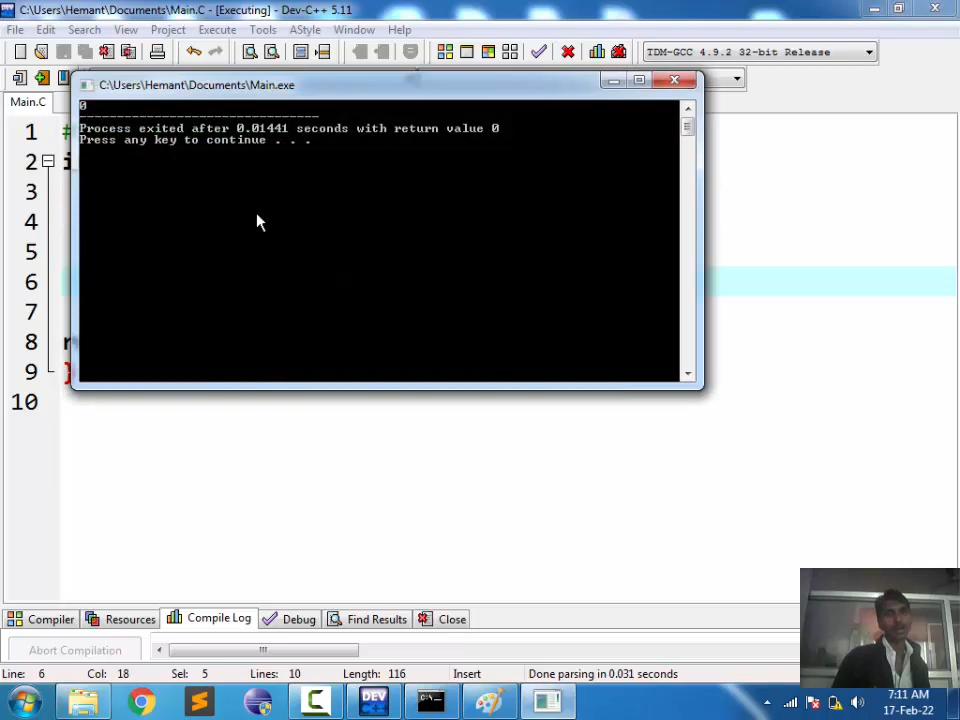 C:\Users\Hemant\Documents\Main.C - [Executing] - Dev-C++ 5.11
File Edit Search View Project Execute Tools AStyle Window Help
TDM-GCC 4.9.2 32-bit Release
C:\Users\Hemant\Documents\Main.exe
Main.C
0
--------------------------------
Process exited after 0.01441 seconds with return value 0
Press any key to continue . . .
1 #
2 i
3
4
5
6
7
8 r
9 }
10
Compiler Resources Compile Log Debug Find Results Close
Abort Compilation
Line: 6 Col: 18 Sel: 5 Lines: 10 Length: 116 Insert Done parsing in 0.031 seconds
DEV
7:11 AM
17-Feb-22